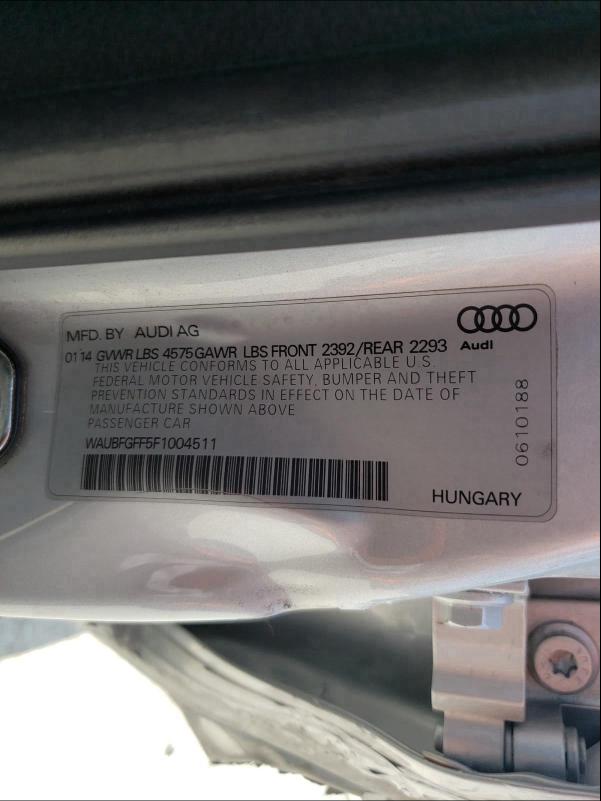 MFD. BY AUDI AG
Audi
01 14 GVWR LBS 4575 GAWR LBS FRONT 2392/REAR 2293
THIS VEHICLE CONFORMS TO ALL APPLICABLE U.S.
FEDERAL MOTOR VEHICLE SAFETY, BUMPER AND THEFT
PREVENTION STANDARDS IN EFFECT ON THE DATE OF
MANUFACTURE SHOWN ABOVE
PASSENGER CAR
WAUBFGFF5F1004511
HUNGARY
0610188